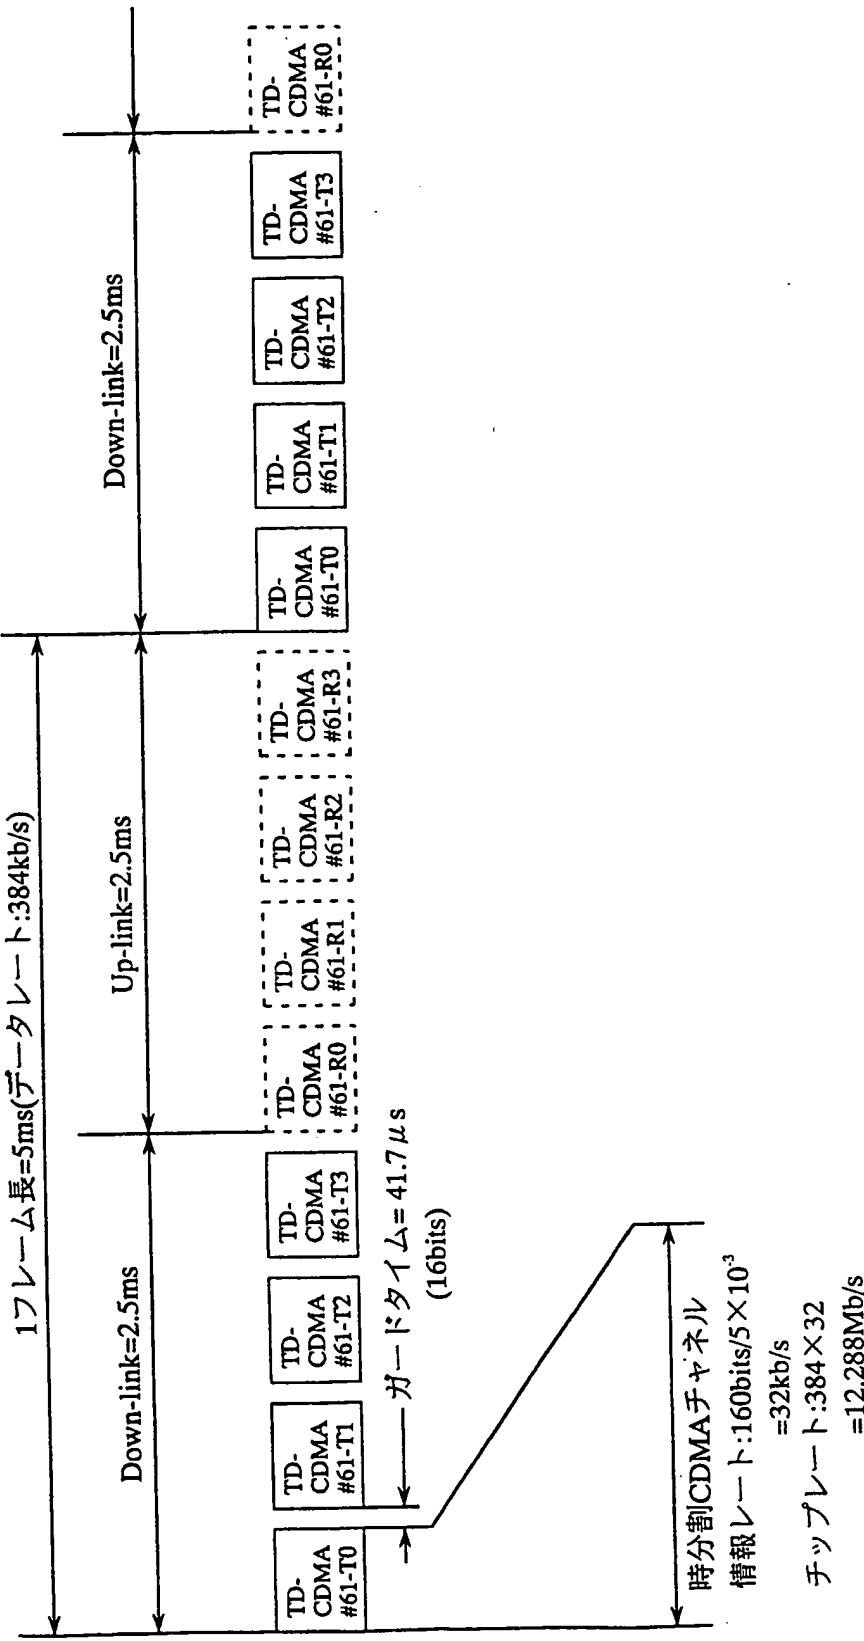 1フレーム長=5ms(データレート:384kb/s)
Down-link=2.5ms
Up-link=2.5ms
Down-link=2.5ms
TD-
CDMA
#61-T0
TD-
CDMA
#61-T1
TD-
CDMA
#61-T2
TD-
CDMA
#61-T3
TD-
CDMA
#61-R0
TD-
CDMA
#61-R1
TD-
CDMA
#61-R2
TD-
CDMA
#61-R3
TD-
CDMA
#61-T0
TD-
CDMA
#61-T1
TD-
CDMA
#61-T2
TD-
CDMA
#61-T3
TD-
CDMA
#61-R0
ガードタイム=41.7μs
(16bits)
時分割CDMAチャネル
情報レート:160bits/5×10⁻³
=32kb/s
チップレート:384×32
=12.288Mb/s